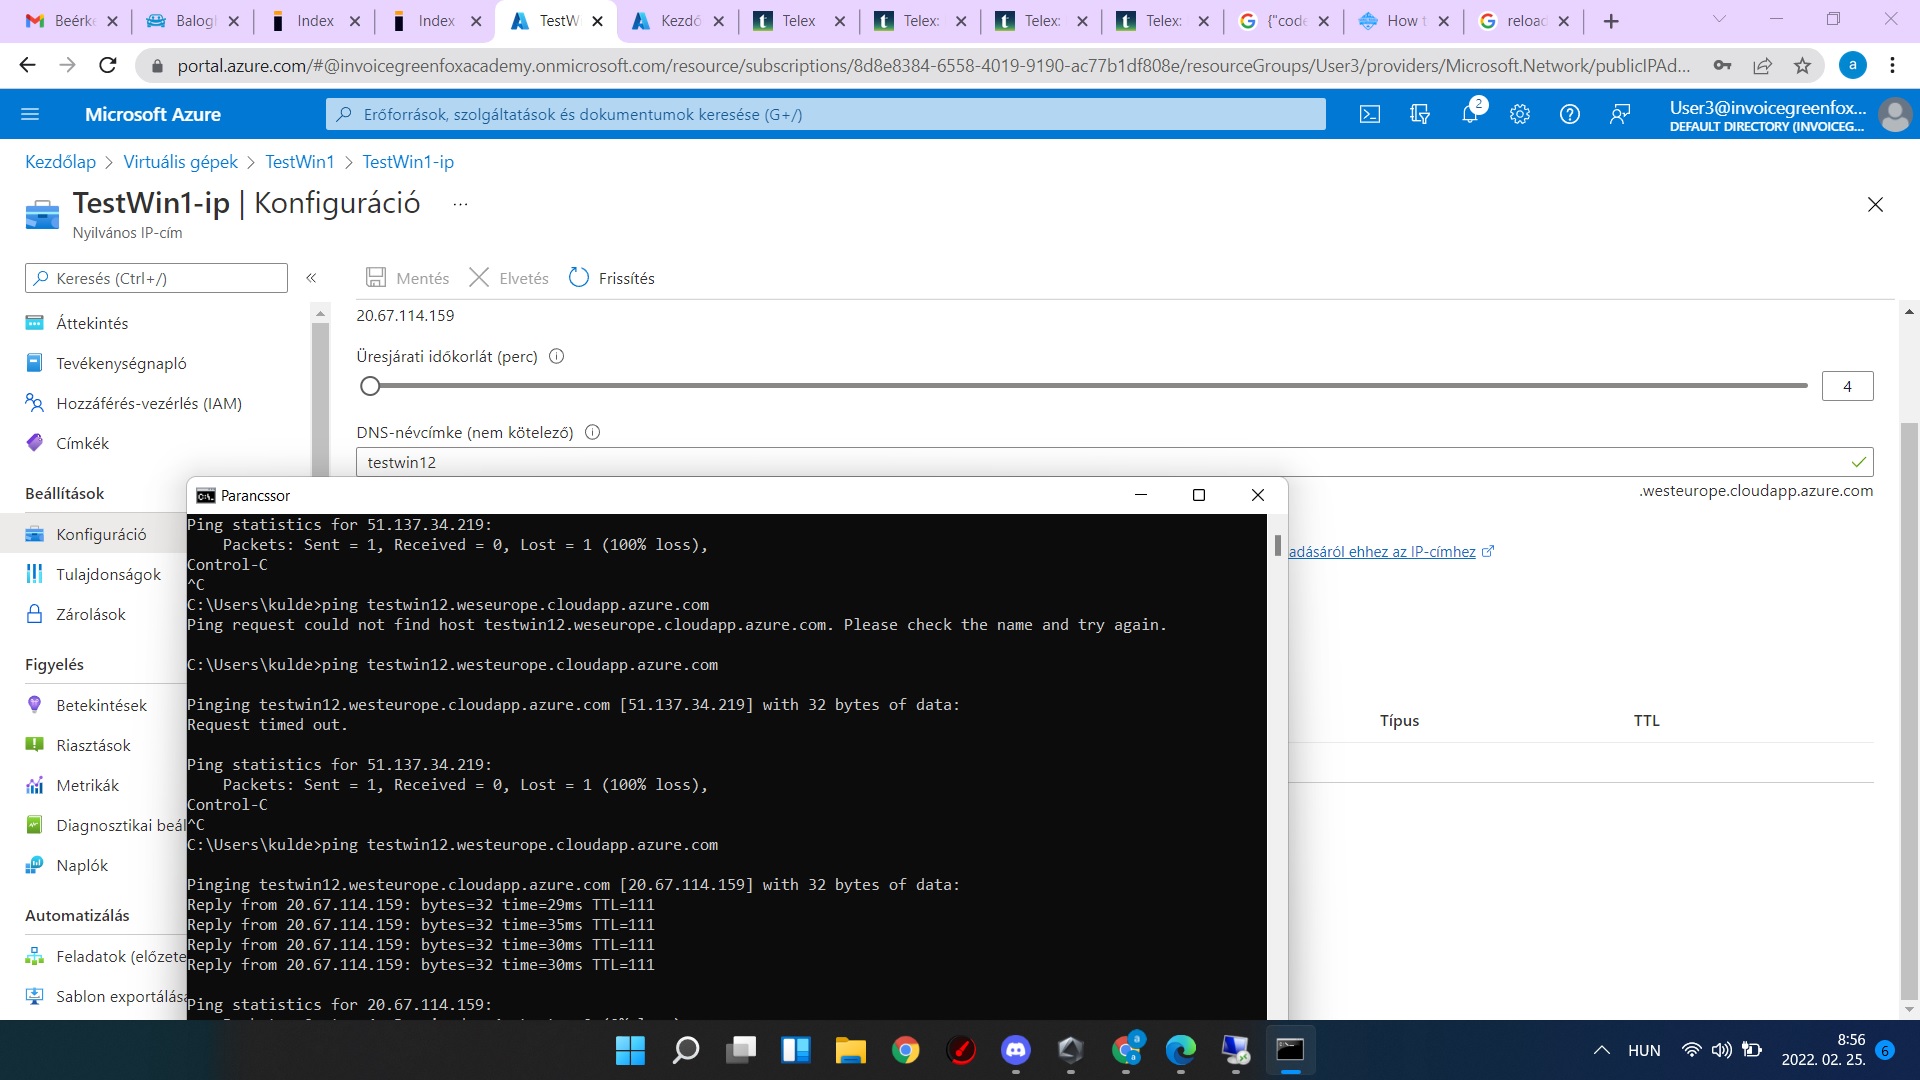 Beérke
Balogh
Index
Index
TestW
Kezdő
Telex
Telex:
Telex:
Telex:
{"code
How t
reload
portal.azure.com/#@invoicegreenfoxacademy.onmicrosoft.com/resource/subscriptions/8d8e8384-6558-4019-9190-ac77b1df808e/resourceGroups/User3/providers/Microsoft.Network/publicIPAd...
a
Microsoft Azure
Erőforrások, szolgáltatások és dokumentumok keresése (G+/)
2
User3@invoicegreenfox...
DEFAULT DIRECTORY (INVOICEG...
Kezdőlap > Virtuális gépek > TestWin1 > TestWin1-ip
TestWin1-ip | Konfiguráció ...
Nyilvános IP-cím
Keresés (Ctrl+/)
«
Mentés
Elvetés
Frissítés
Áttekintés
Tevékenységnapló
Hozzáférés-vezérlés (IAM)
Címkék
Beállítások
Konfiguráció
Tulajdonságok
Zárolások
Figyelés
Betekintések
Riasztások
Metrikák
Diagnosztikai beál
Naplók
Automatizálás
Feladatok (előzete
Sablon exportálása
20.67.114.159
Üresjárati időkorlát (perc)
4
DNS-névcímke (nem kötelező)
testwin12
.westeurope.cloudapp.azure.com
adásáról ehhez az IP-címhez
Típus
TTL
Parancssor
Ping statistics for 51.137.34.219:
Packets: Sent = 1, Received = 0, Lost = 1 (100% loss),
Control-C
^C
C:\Users\kulde>ping testwin12.weseurope.cloudapp.azure.com
Ping request could not find host testwin12.weseurope.cloudapp.azure.com. Please check the name and try again.
C:\Users\kulde>ping testwin12.westeurope.cloudapp.azure.com
Pinging testwin12.westeurope.cloudapp.azure.com [51.137.34.219] with 32 bytes of data:
Request timed out.
Ping statistics for 51.137.34.219:
Packets: Sent = 1, Received = 0, Lost = 1 (100% loss),
Control-C
^C
C:\Users\kulde>ping testwin12.westeurope.cloudapp.azure.com
Pinging testwin12.westeurope.cloudapp.azure.com [20.67.114.159] with 32 bytes of data:
Reply from 20.67.114.159: bytes=32 time=29ms TTL=111
Reply from 20.67.114.159: bytes=32 time=35ms TTL=111
Reply from 20.67.114.159: bytes=32 time=30ms TTL=111
Reply from 20.67.114.159: bytes=32 time=30ms TTL=111
Ping statistics for 20.67.114.159:
HUN
8:56
2022. 02. 25.
6